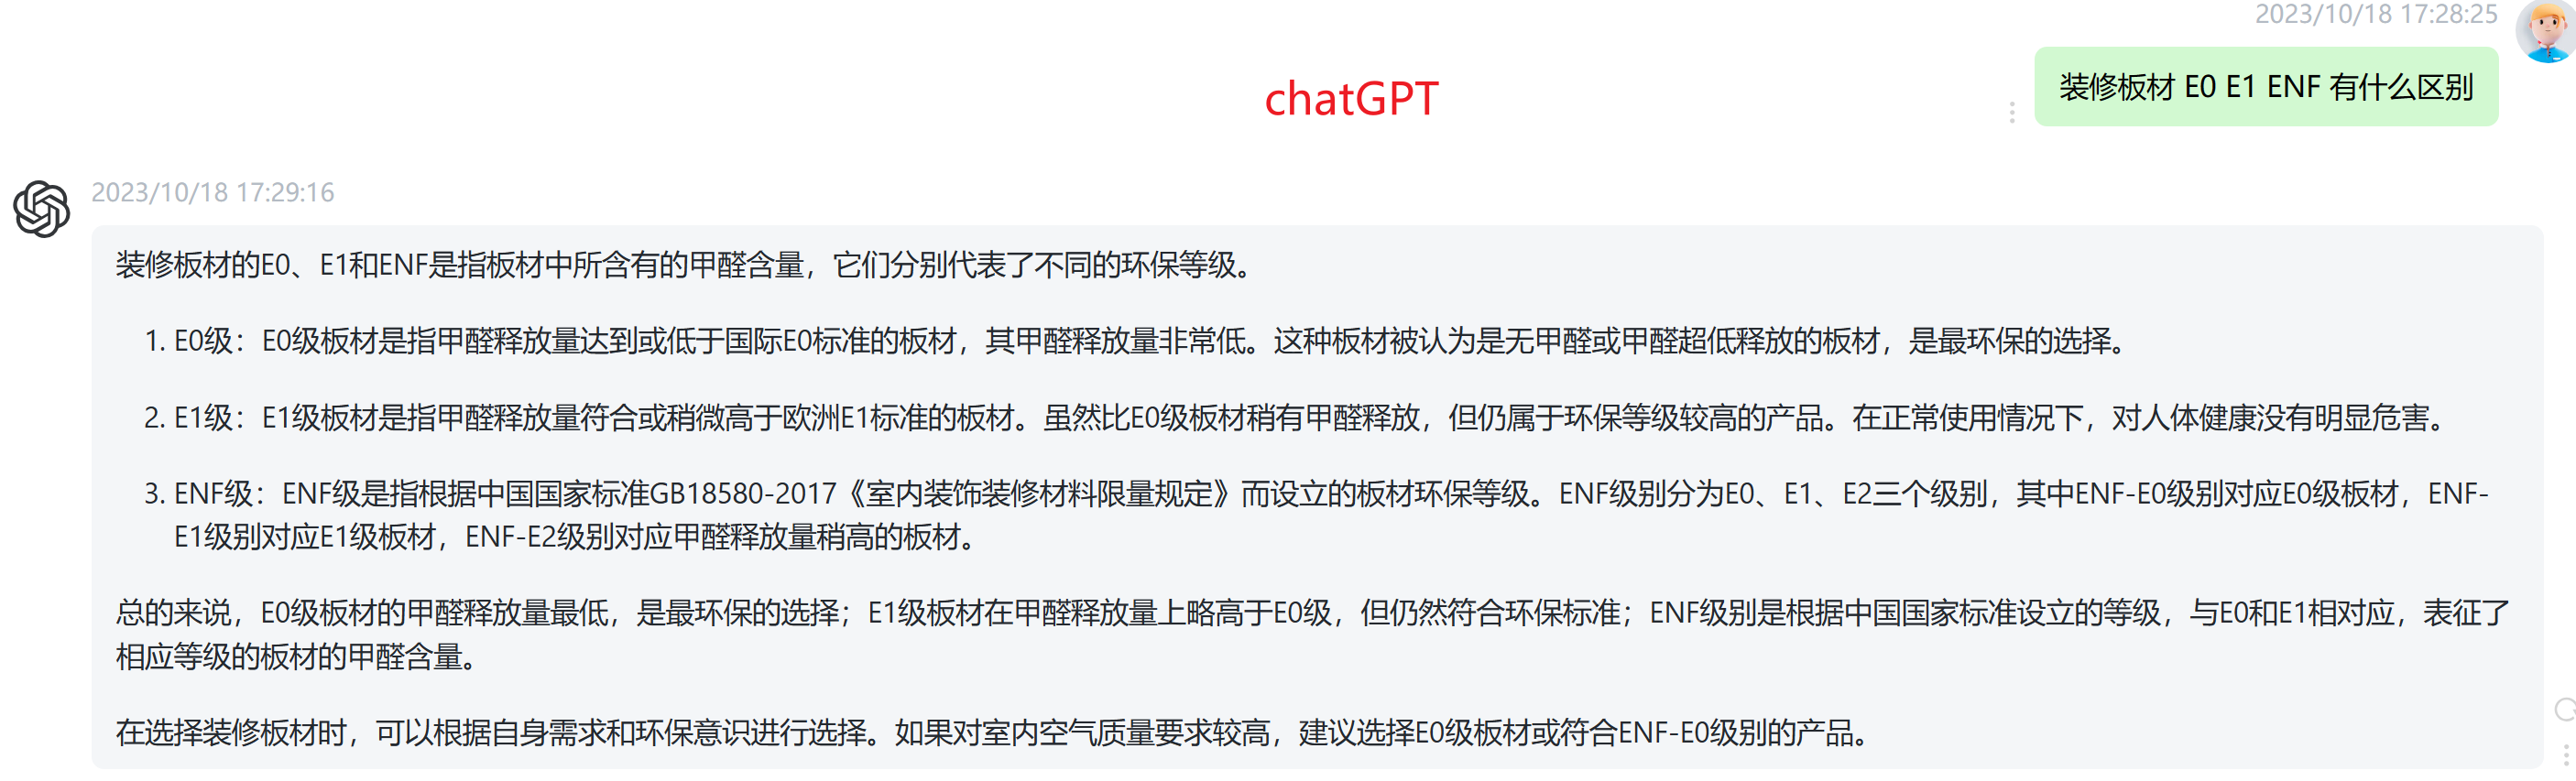 2023/10/18 17:28:25
装修板材 E0 E1 ENF 有什么区别
chatGPT
2023/10/18 17:29:16
装修板材的E0、E1和ENF是指板材中所含有的甲醛含量，它们分别代表了不同的环保等级。
1. E0级：E0级板材是指甲醛释放量达到或低于国际E0标准的板材，其甲醛释放量非常低。这种板材被认为是无甲醛或甲醛超低释放的板材，是最环保的选择。
2. E1级：E1级板材是指甲醛释放量符合或稍微高于欧洲E1标准的板材。虽然比E0级板材稍有甲醛释放，但仍属于环保等级较高的产品。在正常使用情况下，对人体健康没有明显危害。
3. ENF级：ENF级是指根据中国国家标准GB18580-2017《室内装饰装修材料限量规定》而设立的板材环保等级。ENF级别分为E0、E1、E2三个级别，其中ENF-E0级别对应E0级板材，ENF-
E1级别对应E1级板材，ENF-E2级别对应甲醛释放量稍高的板材。
总的来说，E0级板材的甲醛释放量最低，是最环保的选择；E1级板材在甲醛释放量上略高于E0级，但仍然符合环保标准；ENF级别是根据中国国家标准设立的等级，与E0和E1相对应，表征了
相应等级的板材的甲醛含量。
在选择装修板材时，可以根据自身需求和环保意识进行选择。如果对室内空气质量要求较高，建议选择E0级板材或符合ENF-E0级别的产品。